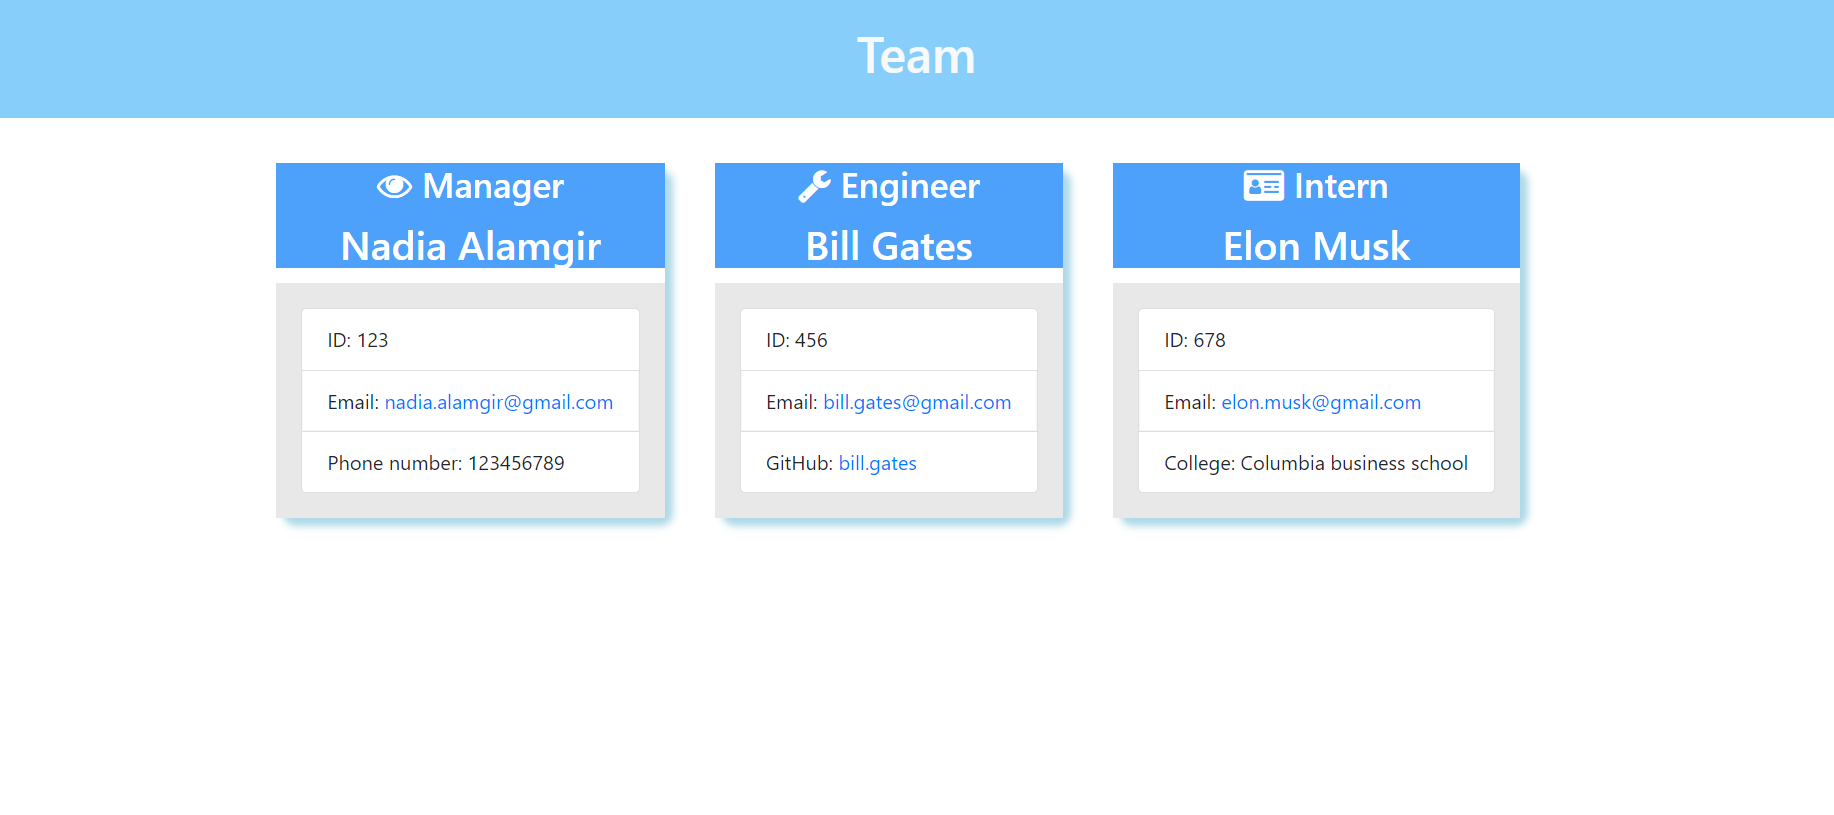 Team
Manager
Nadia Alamgir
ID: 123
Email: nadia.alamgir@gmail.com
Phone number: 123456789
Engineer
Bill Gates
ID: 456
Email: bill.gates@gmail.com
GitHub: bill.gates
Intern
Elon Musk
ID: 678
Email: elon.musk@gmail.com
College: Columbia business school